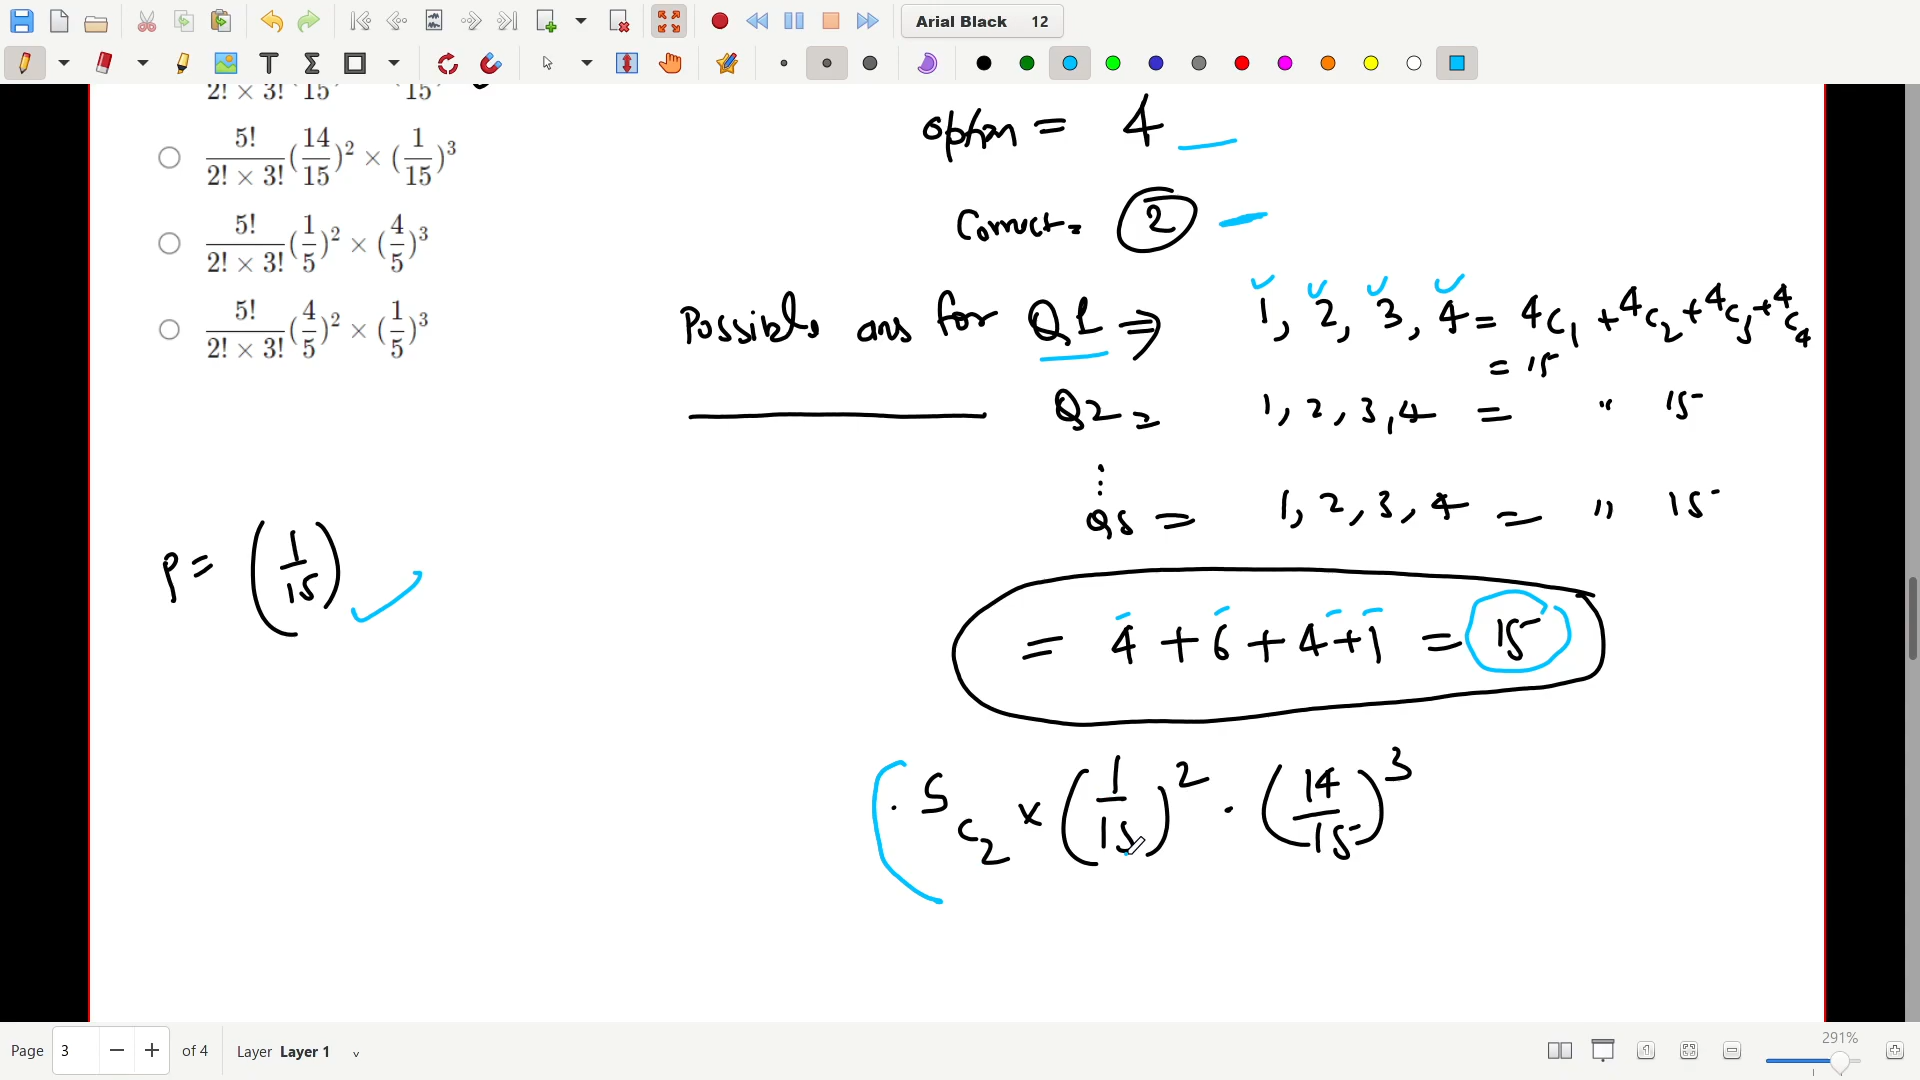 Arial Black 12
2! × 3! 15 15
5!/(2! × 3!) (14/15)² × (1/15)³
5!/(2! × 3!) (1/5)² × (4/5)³
5!/(2! × 3!) (4/5)² × (1/5)³
option = 4
Correct = 2
Possible ans for Q1 ⇒ 1, 2, 3, 4 = 4c₁ + 4c₂ + 4c₃ + 4c₄
= 15
Q2 = 1, 2, 3, 4 = " 15
⋮
Q5 = 1, 2, 3, 4 = " 15
P = (1/15)
= 4 + 6 + 4 + 1 = 15
. 5c₂ × (1/15)² · (14/15)³
Page 3 of 4 Layer Layer 1
291%